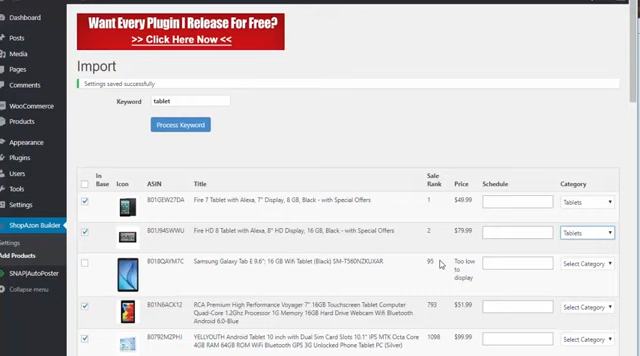 Dashboard
Posts
Media
Pages
Comments
WooCommerce
Products
Appearance
Plugins
Users
Tools
Settings
ShopAzon Builder
Settings
Add Products
SNAP|AutoPoster
Collapse menu
Want Every Plugin I Release For Free?
>> Click Here Now <<
Import
Settings saved successfully
Keyword tablet
Process Keyword
In Base Icon ASIN Title Sale Rank Price Schedule Category
B01GEW27DA Fire 7 Tablet with Alexa, 7" Display, 8 GB, Black - with Special Offers 1 $49.99 Tablets
B01J94SWWU Fire HD 8 Tablet with Alexa, 8" HD Display, 16 GB, Black - with Special Offers 2 $79.99 Tablets
B018QAYM7C Samsung Galaxy Tab E 9.6"; 16 GB Wifi Tablet (Black) SM-T560NZKUXAR 95 Too low to display Select Category
B01N6ACK12 RCA Premium High Performance Voyager 7" 16GB Touchscreen Tablet Computer
Quad-Core 1.2Ghz Processor 1G Memory 16GB Hard Drive Webcam Wifi Bluetooth
Android 6.0-Blue 793 $51.99 Select Category
B0792MZPHJ YELLYOUTH Android Tablet 10 inch with Dual Sim Card Slots 10.1" IPS MTK Octa Core
4GB RAM 64GB ROM WiFi Bluetooth GPS 3G Unlocked Phone Tablet PC (Silver) 1098 $99.99 Select Category